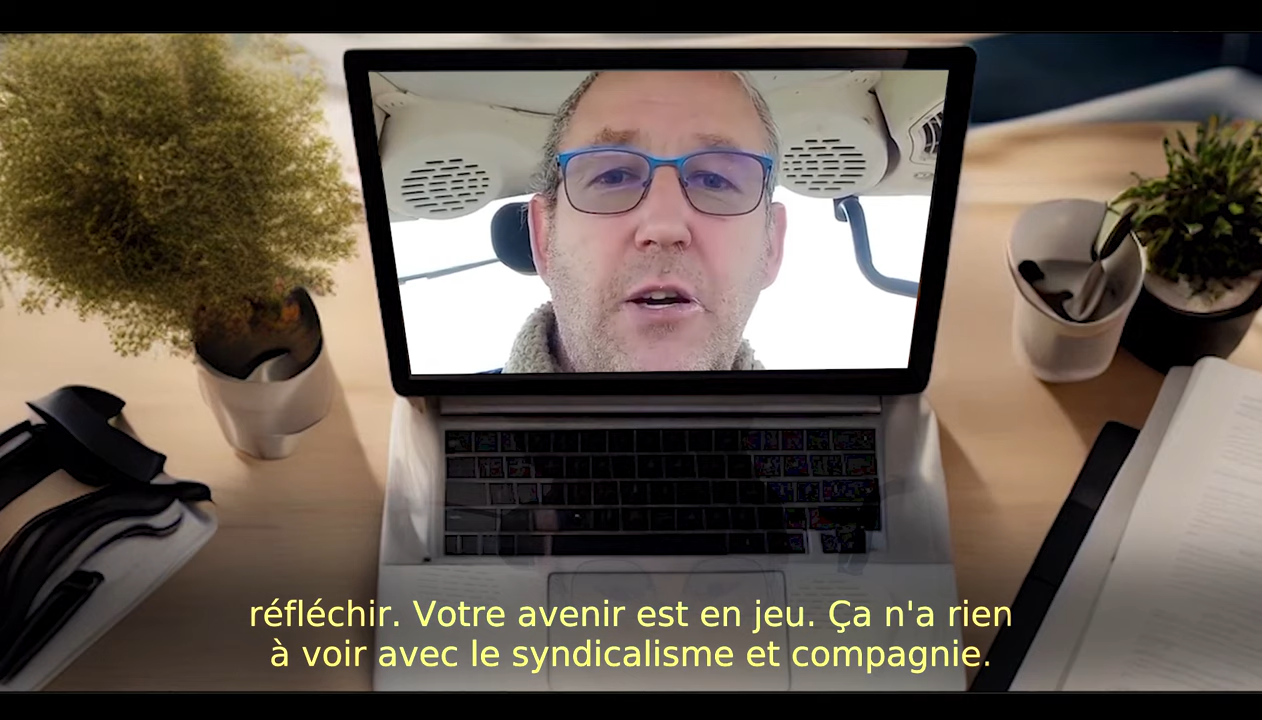 réfléchir. Votre avenir est en jeu. Ça n'a rien
à voir avec le syndicalisme et compagnie.